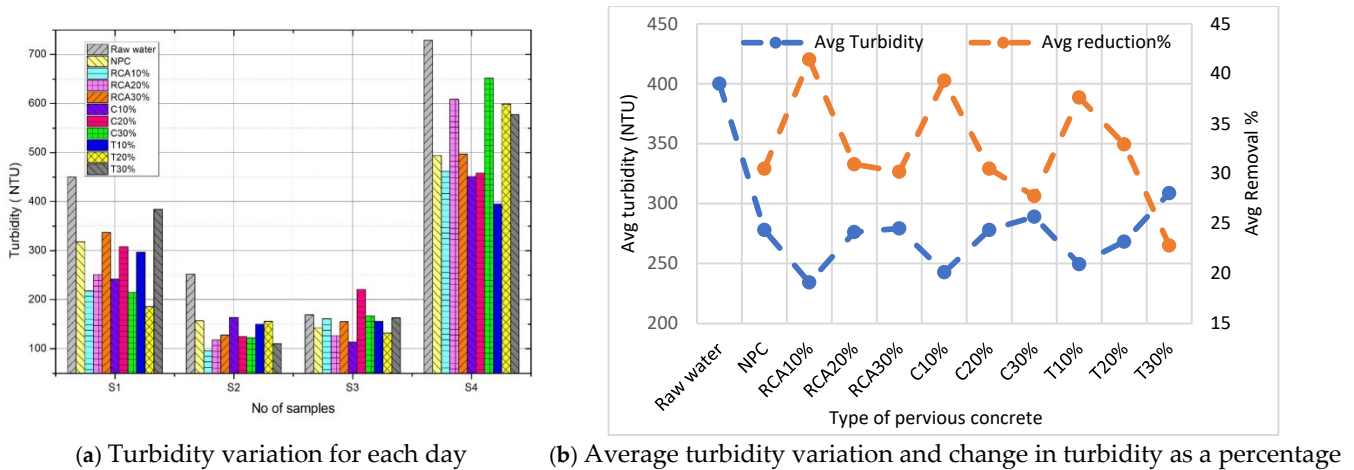 700
600
500
400
300
200
100
Turbidity ( NTU)
Raw water
NPC
RCA10%
RCA20%
RCA30%
C10%
C20%
C30%
T10%
T20%
T30%
S1
S2
S3
S4
No of samples
(a) Turbidity variation for each day
450
400
350
300
250
200
Avg turbidity (NTU)
Avg Turbidity
Avg reduction%
45
40
35
30
25
20
15
Avg Removal %
Raw water
NPC
RCA10%
RCA20%
RCA30%
C10%
C20%
C30%
T10%
T20%
T30%
Type of pervious concrete
(b) Average turbidity variation and change in turbidity as a percentage